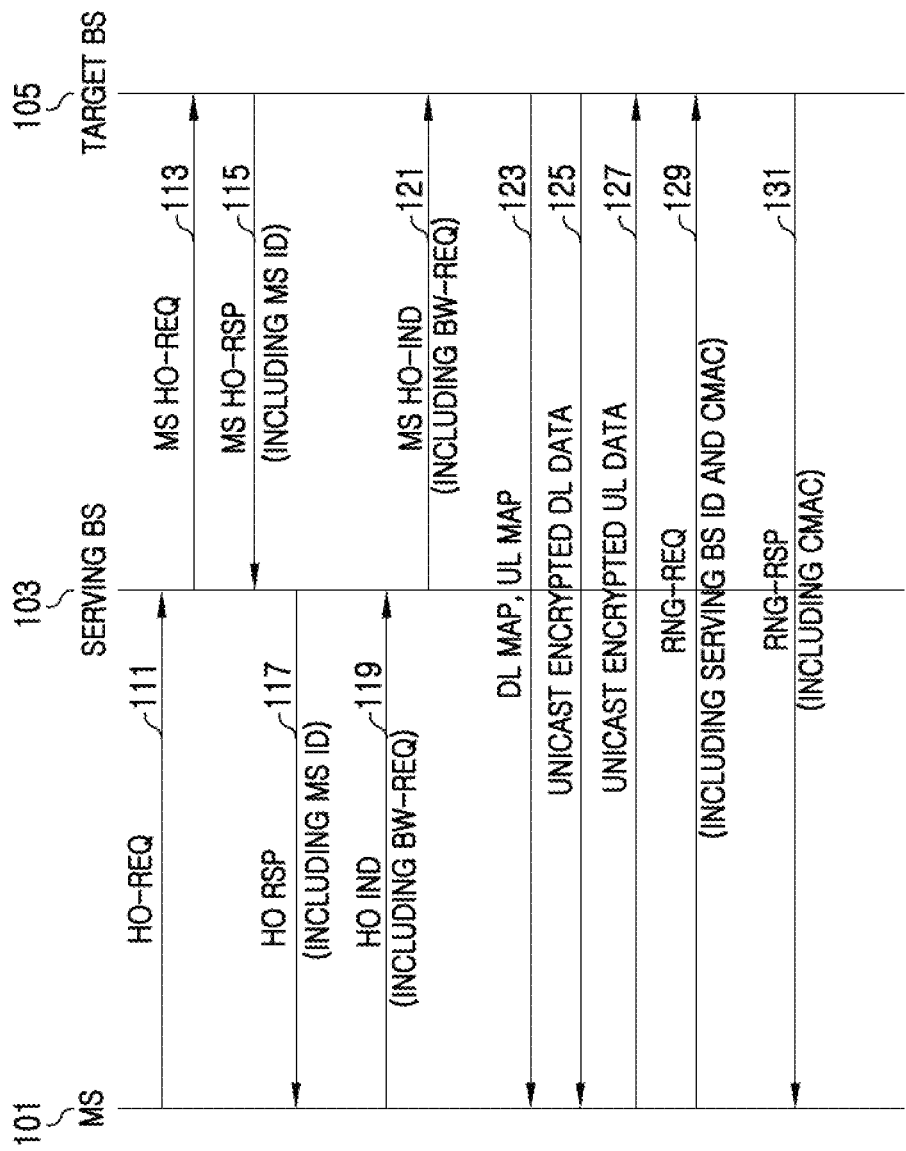 101
MS
103
SERVING BS
105
TARGET BS
HO-REQ
111
MS HO-REQ
113
MS HO-RSP
115
(INCLUDING MS ID)
HO RSP
117
(INCLUDING MS ID)
HO IND
119
(INCLUDING BW-REQ)
MS HO-IND
121
(INCLUDING BW-REQ)
DL MAP, UL MAP
123
UNICAST ENCRYPTED DL DATA
125
UNICAST ENCRYPTED UL DATA
127
RNG-REQ
129
(INCLUDING SERVING BS ID AND CMAC)
RNG-RSP
131
(INCLUDING CMAC)